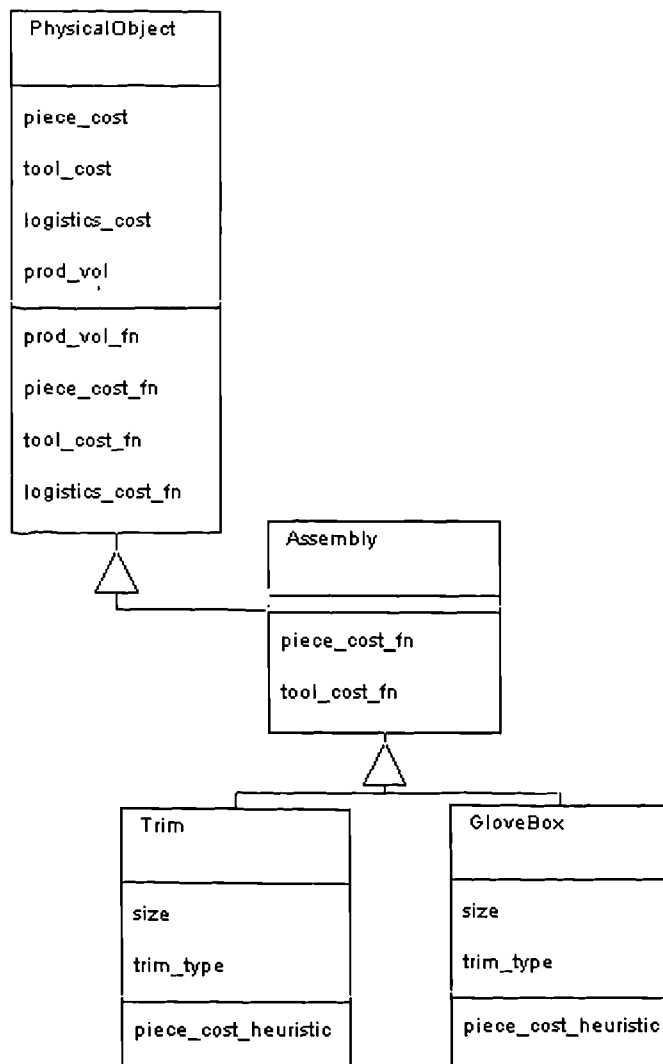 PhysicalObject
piece_cost
tool_cost
logistics_cost
prod_vol
prod_vol_fn
piece_cost_fn
tool_cost_fn
logistics_cost_fn
Assembly
piece_cost_fn
tool_cost_fn
Trim
size
trim_type
piece_cost_heuristic
GloveBox
size
trim_type
piece_cost_heuristic